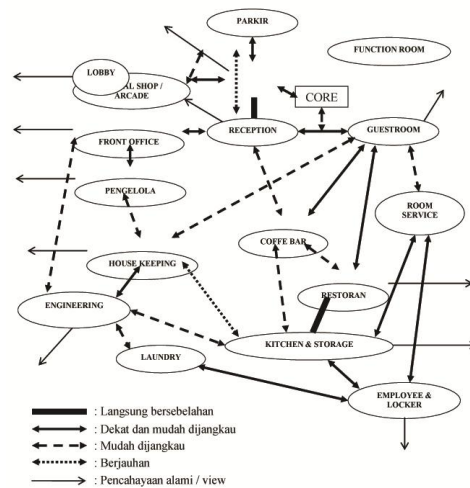 PARKIR
FUNCTION ROOM
LOBBY
AL SHOP /
ARCADE
CORE
RECEPTION
GUESTROOM
FRONT OFFICE
PENGELOLA
ROOM
SERVICE
COFFE BAR
HOUSE KEEPING
RESTORAN
ENGINEERING
KITCHEN & STORAGE
LAUNDRY
EMPLOYEE &
LOCKER
: Langsung bersebelahan
: Dekat dan mudah dijangkau
: Mudah dijangkau
: Berjauhan
: Pencahayaan alami / view